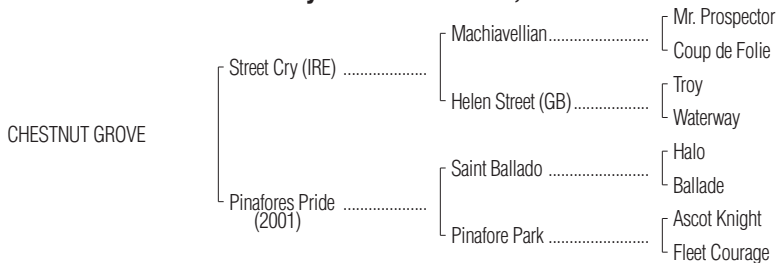 Machiavellian....................... Mr. Prospector
Coup de Folie
Street Cry (IRE) ....................
Helen Street (GB).................. Troy
Waterway
CHESTNUT GROVE
Saint Ballado ........................ Halo
Ballade
Pinafores Pride ....................
(2001)
Pinafore Park ........................ Ascot Knight
Fleet Courage